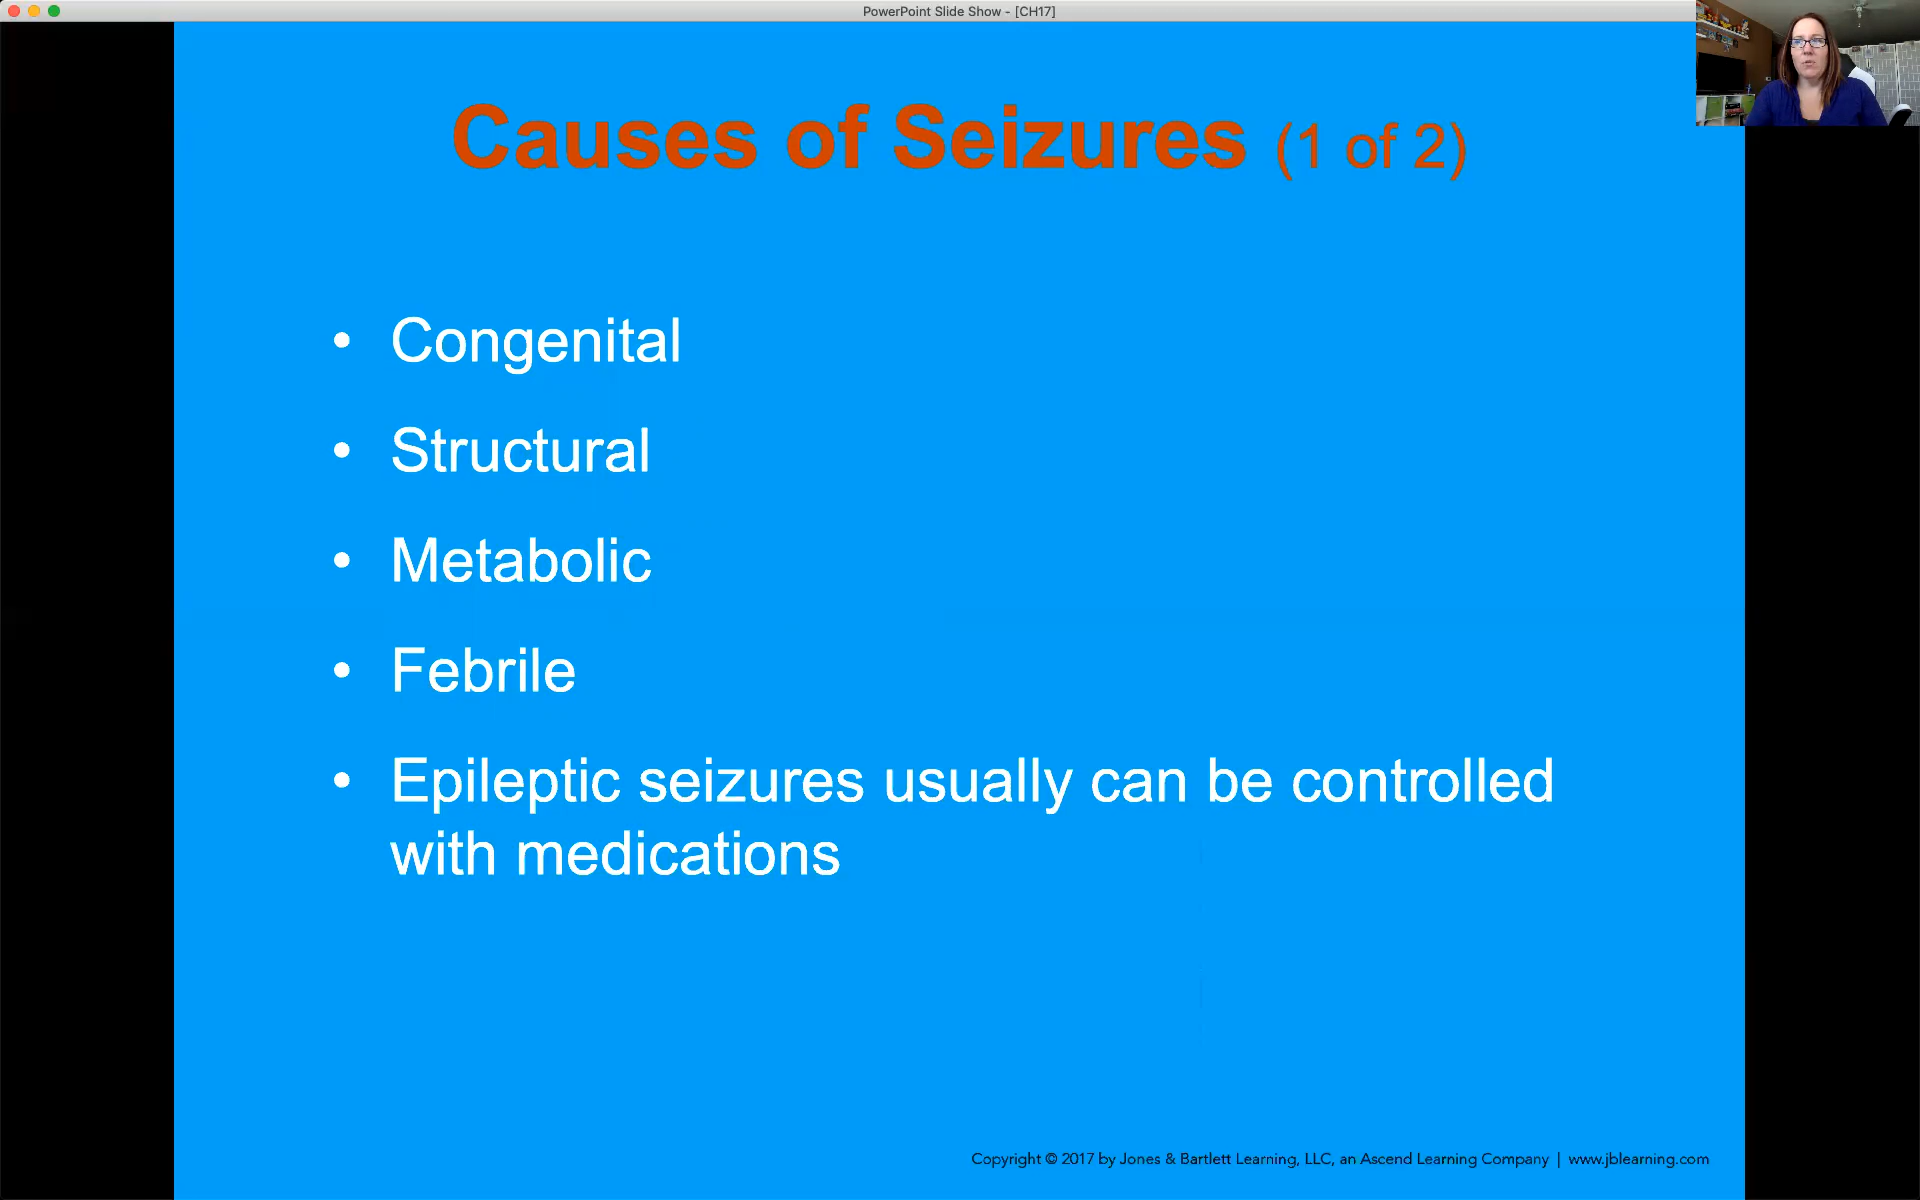 PowerPoint Slide Show - [CH17]
Causes of Seizures (1 of 2)
• Congenital
• Structural
• Metabolic
• Febrile
• Epileptic seizures usually can be controlled
with medications
Copyright © 2017 by Jones & Bartlett Learning, LLC, an Ascend Learning Company | www.jblearning.com